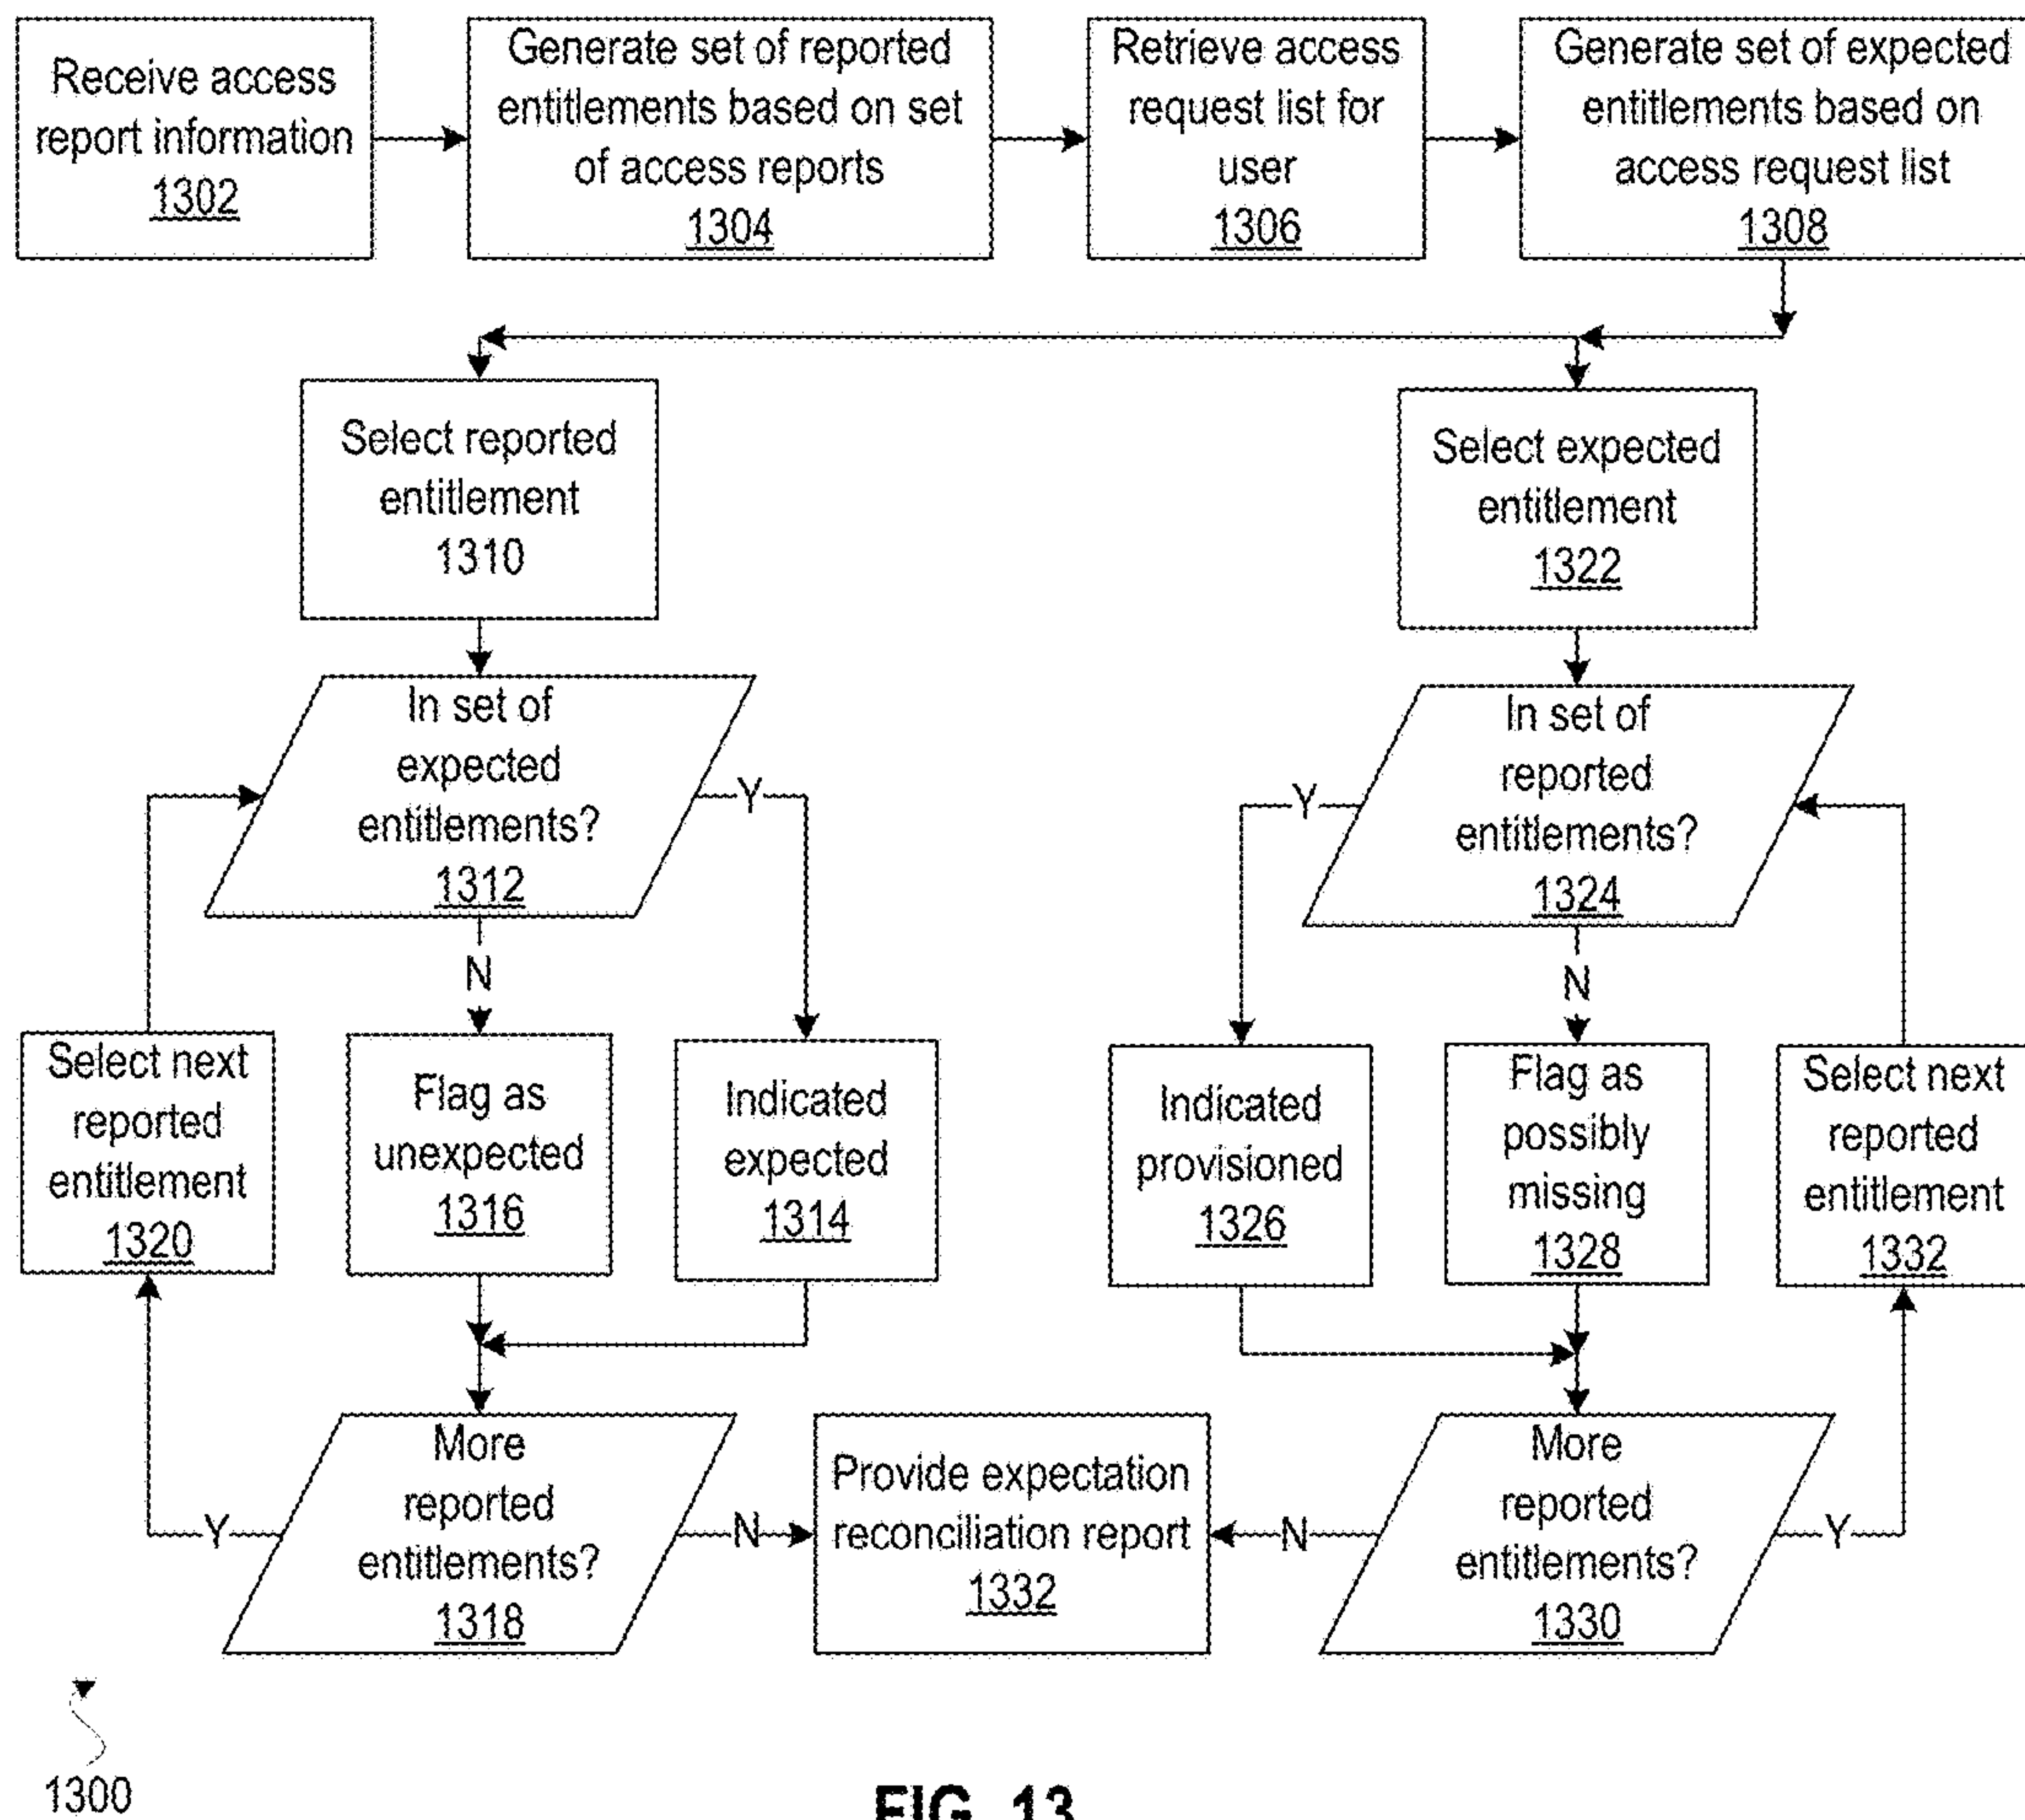 Receive access
report information
1302
Generate set of reported
entitlements based on set
of access reports
1304
Retrieve access
request list for
user
1306
Generate set of expected
entitlements based on
access request list
1308
Select reported
entitlement
1310
Select expected
entitlement
1322
In set of
expected
entitlements?
1312
Y
N
In set of
reported
entitlements?
1324
Y
N
Select next
reported
entitlement
1320
Flag as
unexpected
1316
Indicated
expected
1314
Indicated
provisioned
1326
Flag as
possibly
missing
1328
Select next
reported
entitlement
1332
More
reported
entitlements?
1318
Y
N
Provide expectation
reconciliation report
1332
More
reported
entitlements?
1330
N
Y
1300
FIG. 13